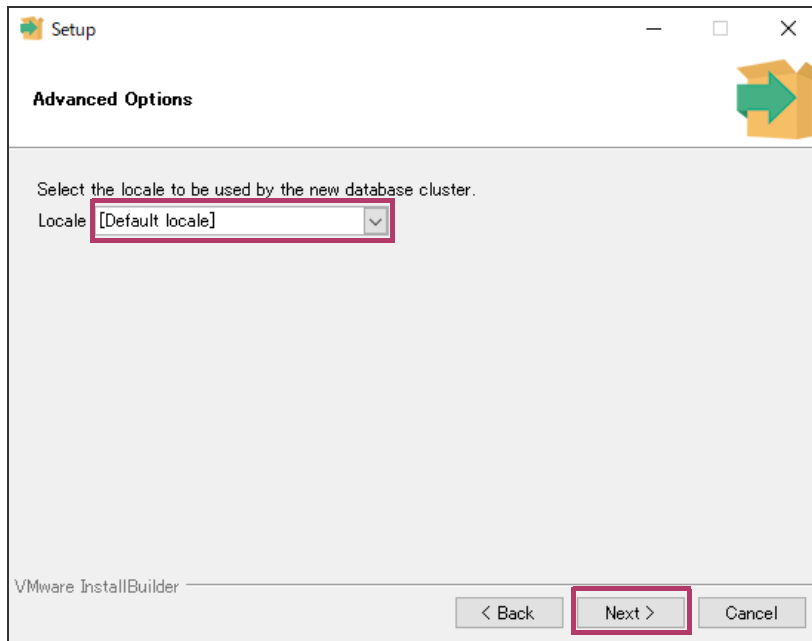 Setup
Advanced Options
Select the locale to be used by the new database cluster.
Locale [Default locale]
VMware InstallBuilder
< Back Next > Cancel